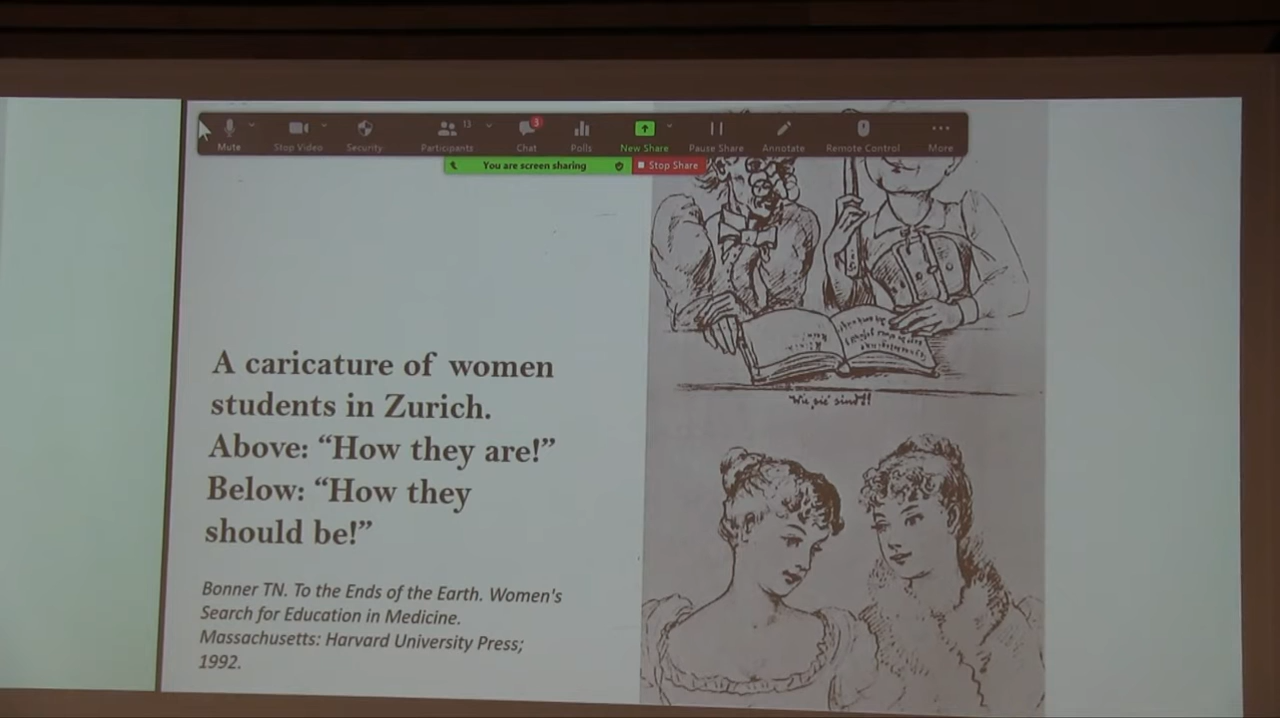 13
3
Mute
Stop Video
Security
Participants
Chat
Polls
New Share
Pause Share
Annotate
Remote Control
More
You are screen sharing
Stop Share
A caricature of women
students in Zurich.
Above: “How they are!”
Below: “How they
should be!”
Bonner TN. To the Ends of the Earth. Women's
Search for Education in Medicine.
Massachusetts: Harvard University Press;
1992.
Wie sie sind!!